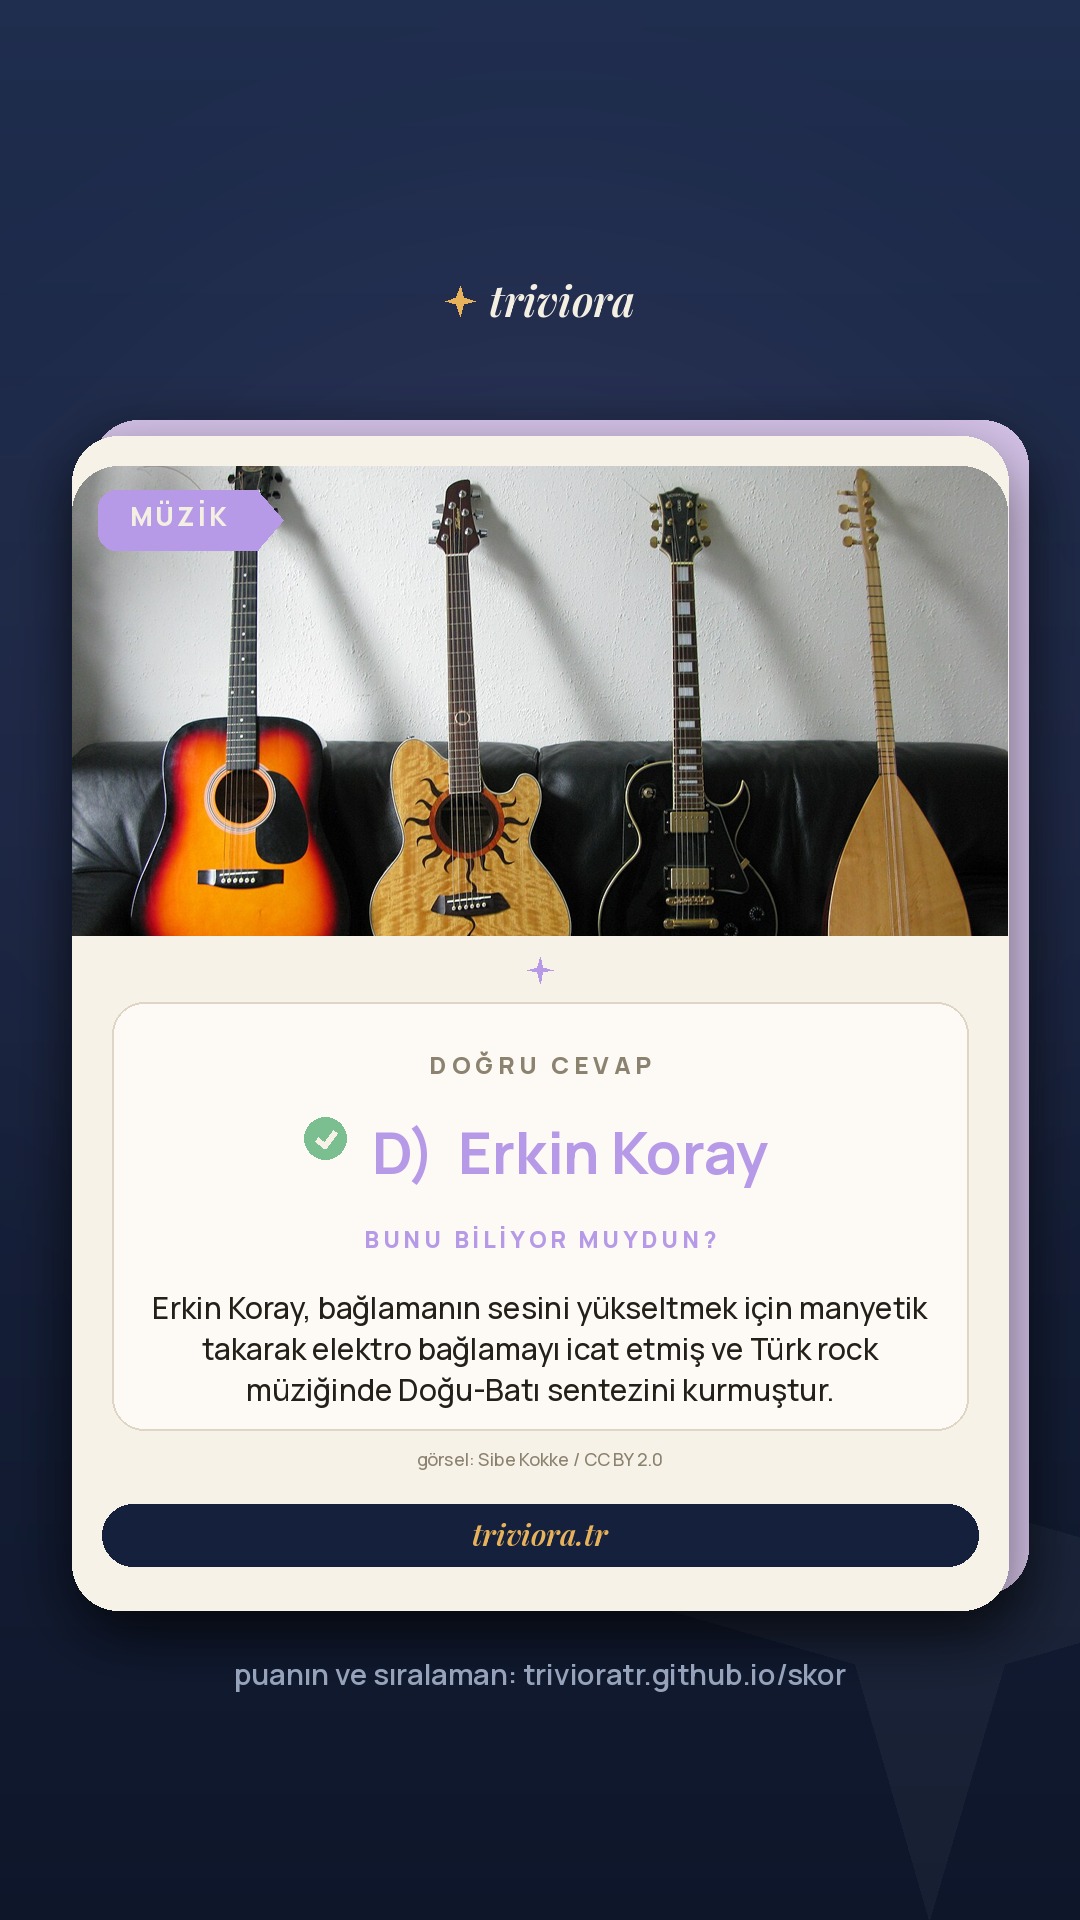 triviora
MÜZİK
DOĞRU CEVAP
D) Erkin Koray
BUNU BİLİYOR MUYDUN?
Erkin Koray, bağlamanın sesini yükseltmek için manyetik
takarak elektro bağlamayı icat etmiş ve Türk rock
müziğinde Doğu-Batı sentezini kurmuştur.
görsel: Sibe Kokke / CC BY 2.0
triviora.tr
puanın ve sıralaman: trivioratr.github.io/skor